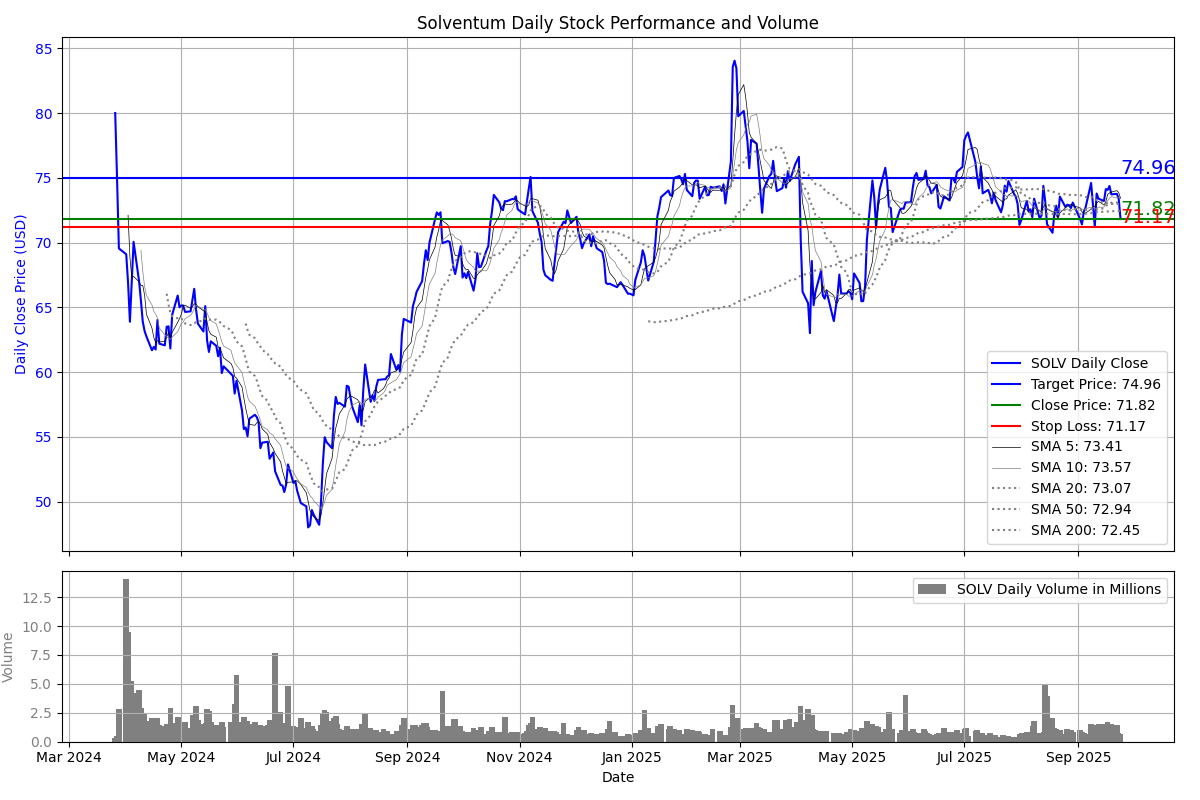 Solventum Daily Stock Performance and Volume
85
80
75
70
65
60
55
50
Daily Close Price (USD)
74.96
71.82
71.17
SOLV Daily Close
Target Price: 74.96
Close Price: 71.82
Stop Loss: 71.17
SMA 5: 73.41
SMA 10: 73.57
SMA 20: 73.07
SMA 50: 72.94
SMA 200: 72.45
12.5
10.0
7.5
5.0
2.5
0.0
Volume
SOLV Daily Volume in Millions
Mar 2024
May 2024
Jul 2024
Sep 2024
Nov 2024
Jan 2025
Mar 2025
May 2025
Jul 2025
Sep 2025
Date